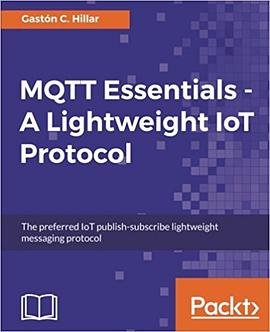 Gastón C. Hillar
MQTT Essentials -
A Lightweight IoT
Protocol
The preferred IoT publish-subscribe lightweight
messaging protocol
Packt>